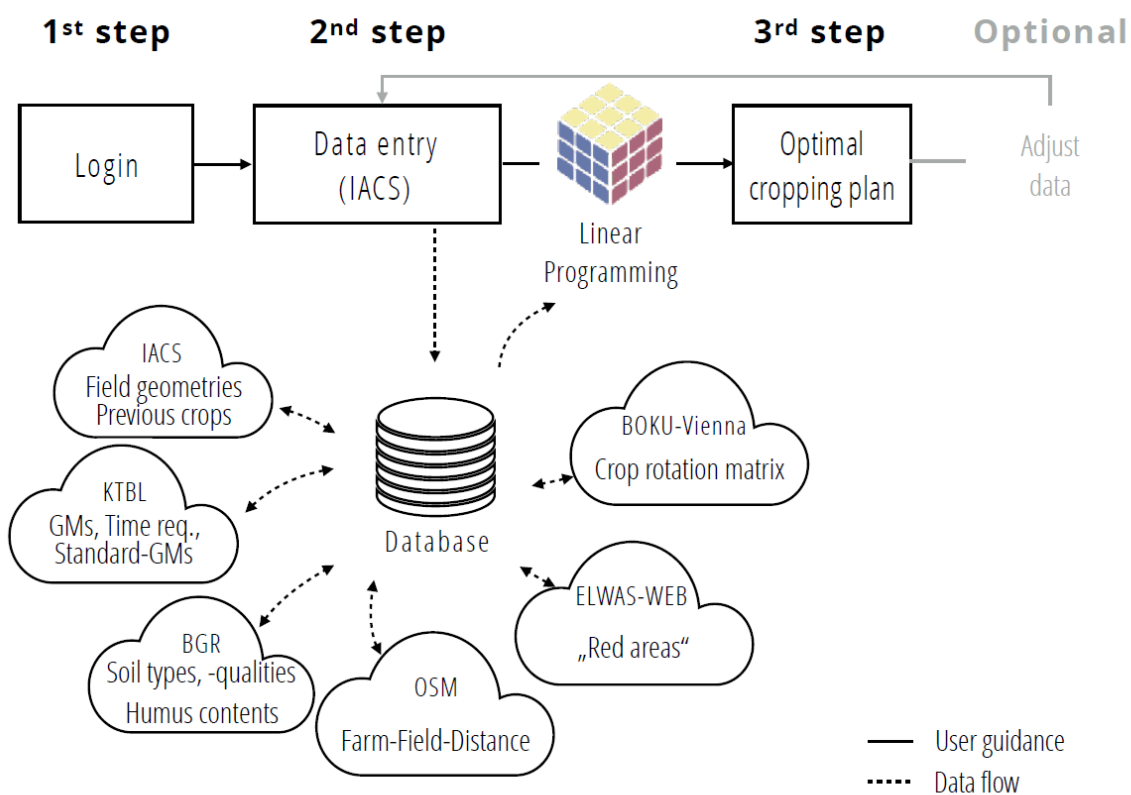 1st step
2nd step
3rd step
Optional
Login
Data entry
(IACS)
Optimal
cropping plan
Adjust
data
Linear
Programming
IACS
Field geometries
Previous crops
BOKU-Vienna
Crop rotation matrix
KTBL
GMs, Time req.,
Standard-GMs
Database
ELWAS-WEB
„Red areas“
BGR
Soil types, -qualities
Humus contents
OSM
Farm-Field-Distance
User guidance
Data flow